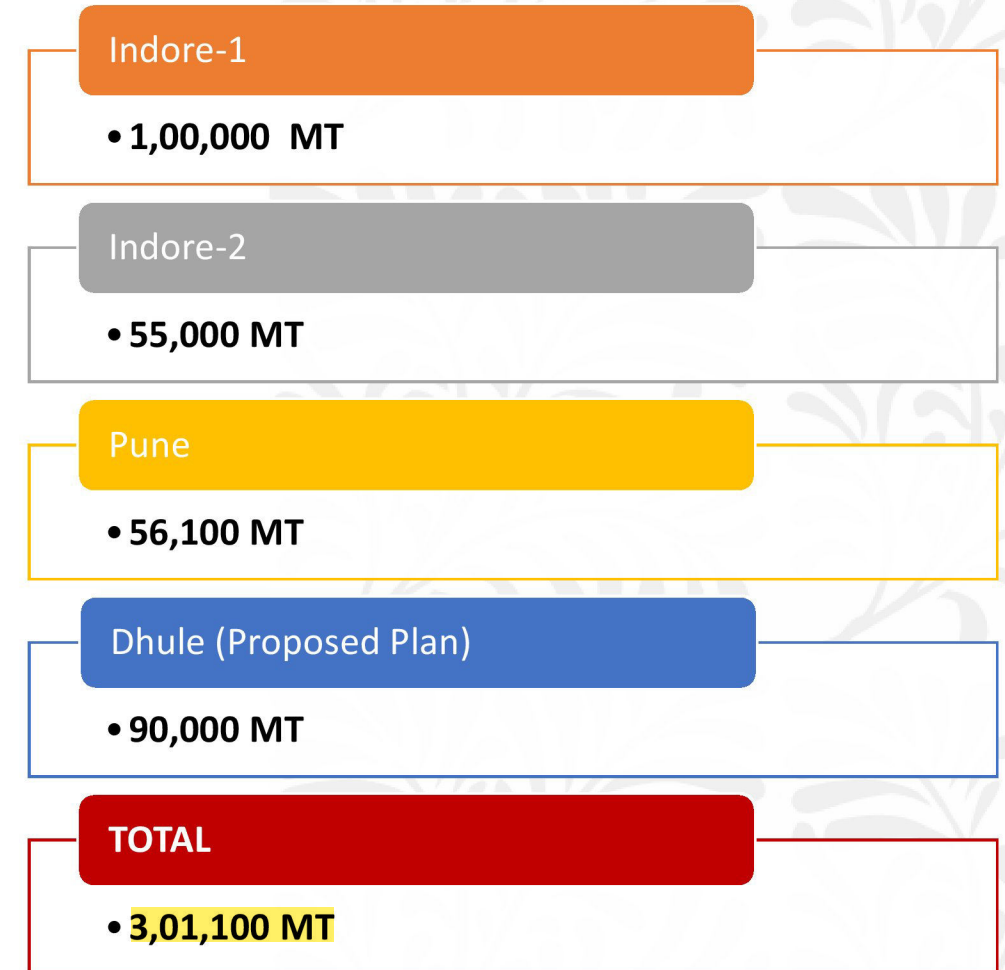 Indore-1
• 1,00,000 MT
Indore-2
• 55,000 MT
Pune
• 56,100 MT
Dhule (Proposed Plan)
• 90,000 MT
TOTAL
• 3,01,100 MT